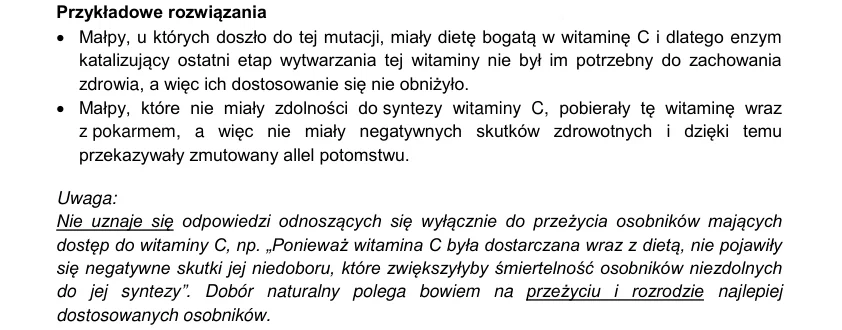 Przykładowe rozwiązania
• Małpy, u których doszło do tej mutacji, miały dietę bogatą w witaminę C i dlatego enzym
katalizujący ostatni etap wytwarzania tej witaminy nie był im potrzebny do zachowania
zdrowia, a więc ich dostosowanie się nie obniżyło.
• Małpy, które nie miały zdolności do syntezy witaminy C, pobierały tę witaminę wraz
z pokarmem, a więc nie miały negatywnych skutków zdrowotnych i dzięki temu
przekazywały zmutowany allel potomstwu.
Uwaga:
Nie uznaje się odpowiedzi odnoszących się wyłącznie do przeżycia osobników mających
dostęp do witaminy C, np. „Ponieważ witamina C była dostarczana wraz z dietą, nie pojawiły
się negatywne skutki jej niedoboru, które zwiększyłyby śmiertelność osobników niezdolnych
do jej syntezy”. Dobór naturalny polega bowiem na przeżyciu i rozrodzie najlepiej
dostosowanych osobników.